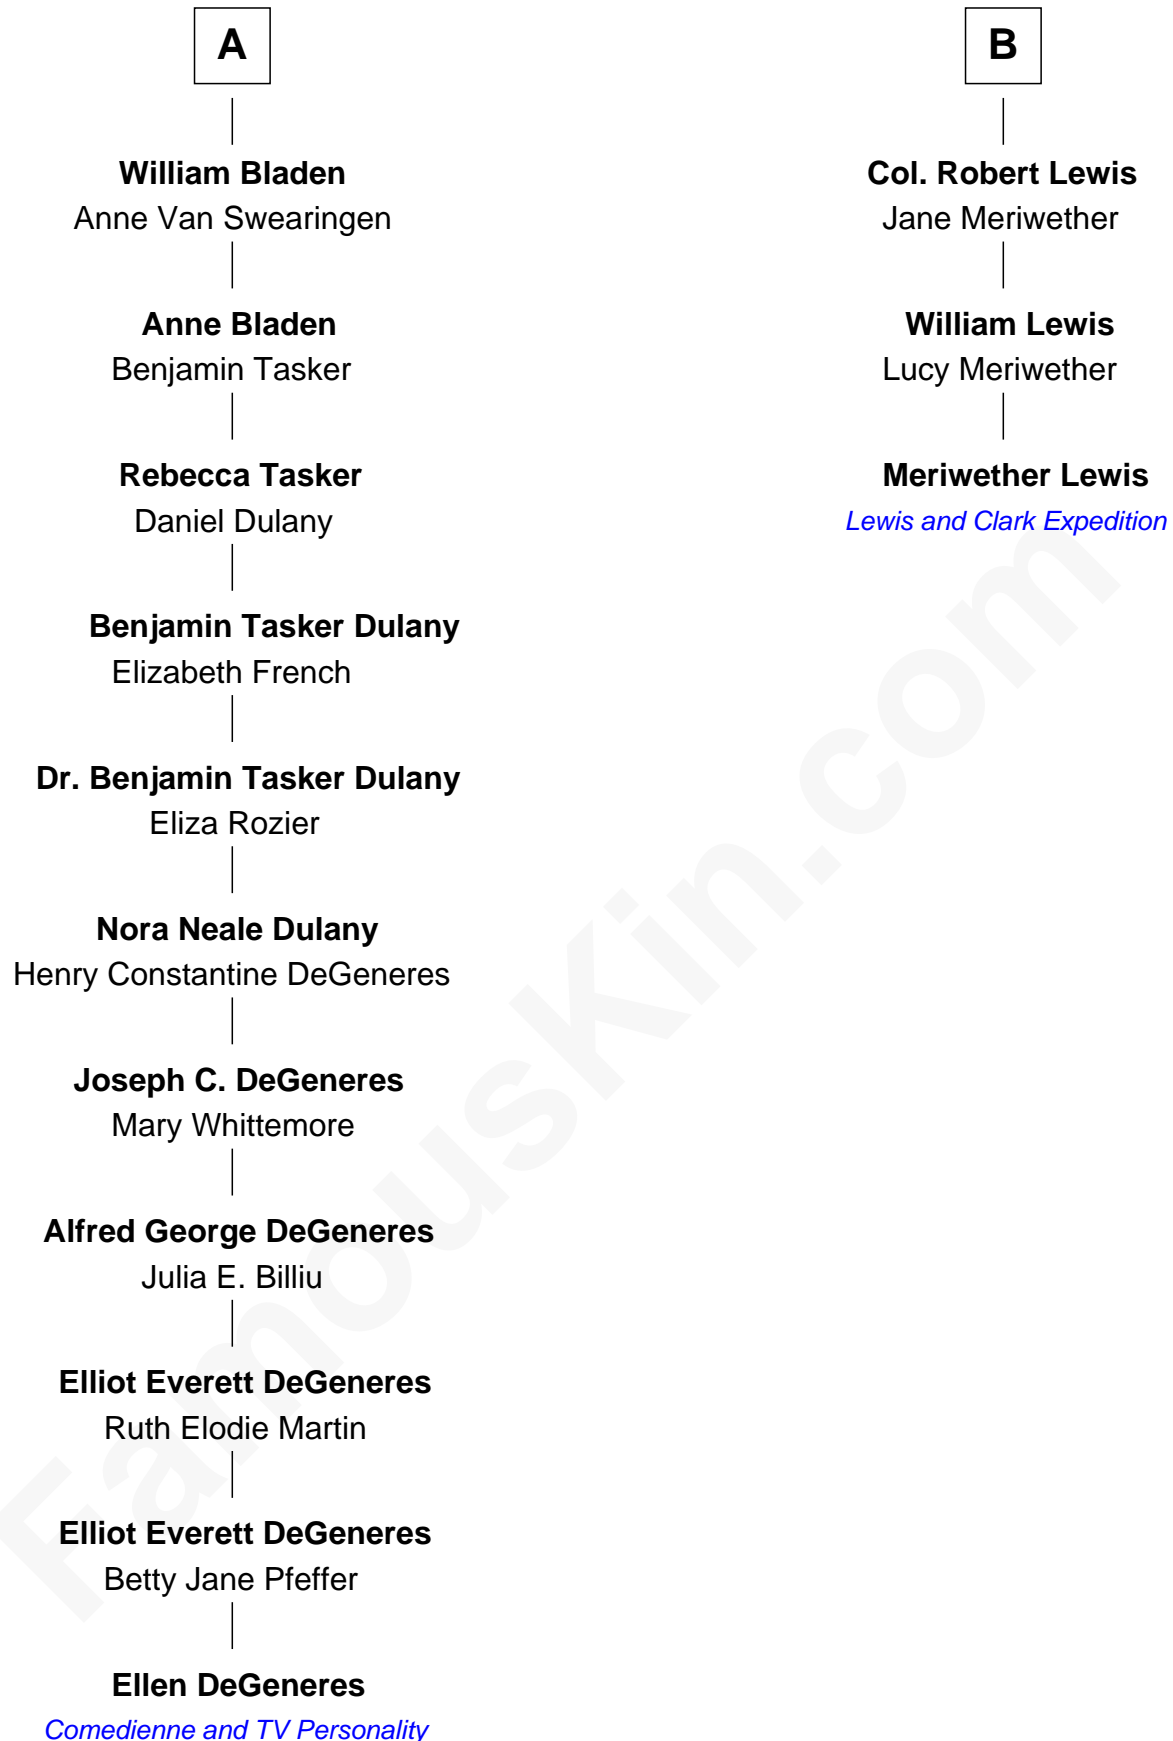 A
William Bladen
Anne Van Swearingen
Anne Bladen
Benjamin Tasker
Rebecca Tasker
Daniel Dulany
Benjamin Tasker Dulany
Elizabeth French
Dr. Benjamin Tasker Dulany
Eliza Rozier
Nora Neale Dulany
Henry Constantine DeGeneres
Joseph C. DeGeneres
Mary Whittemore
Alfred George DeGeneres
Julia E. Billiu
Elliot Everett DeGeneres
Ruth Elodie Martin
Elliot Everett DeGeneres
Betty Jane Pfeffer
Ellen DeGeneres
Comedienne and TV Personality
B
Col. Robert Lewis
Jane Meriwether
William Lewis
Lucy Meriwether
Meriwether Lewis
Lewis and Clark Expedition
FamousKin.com